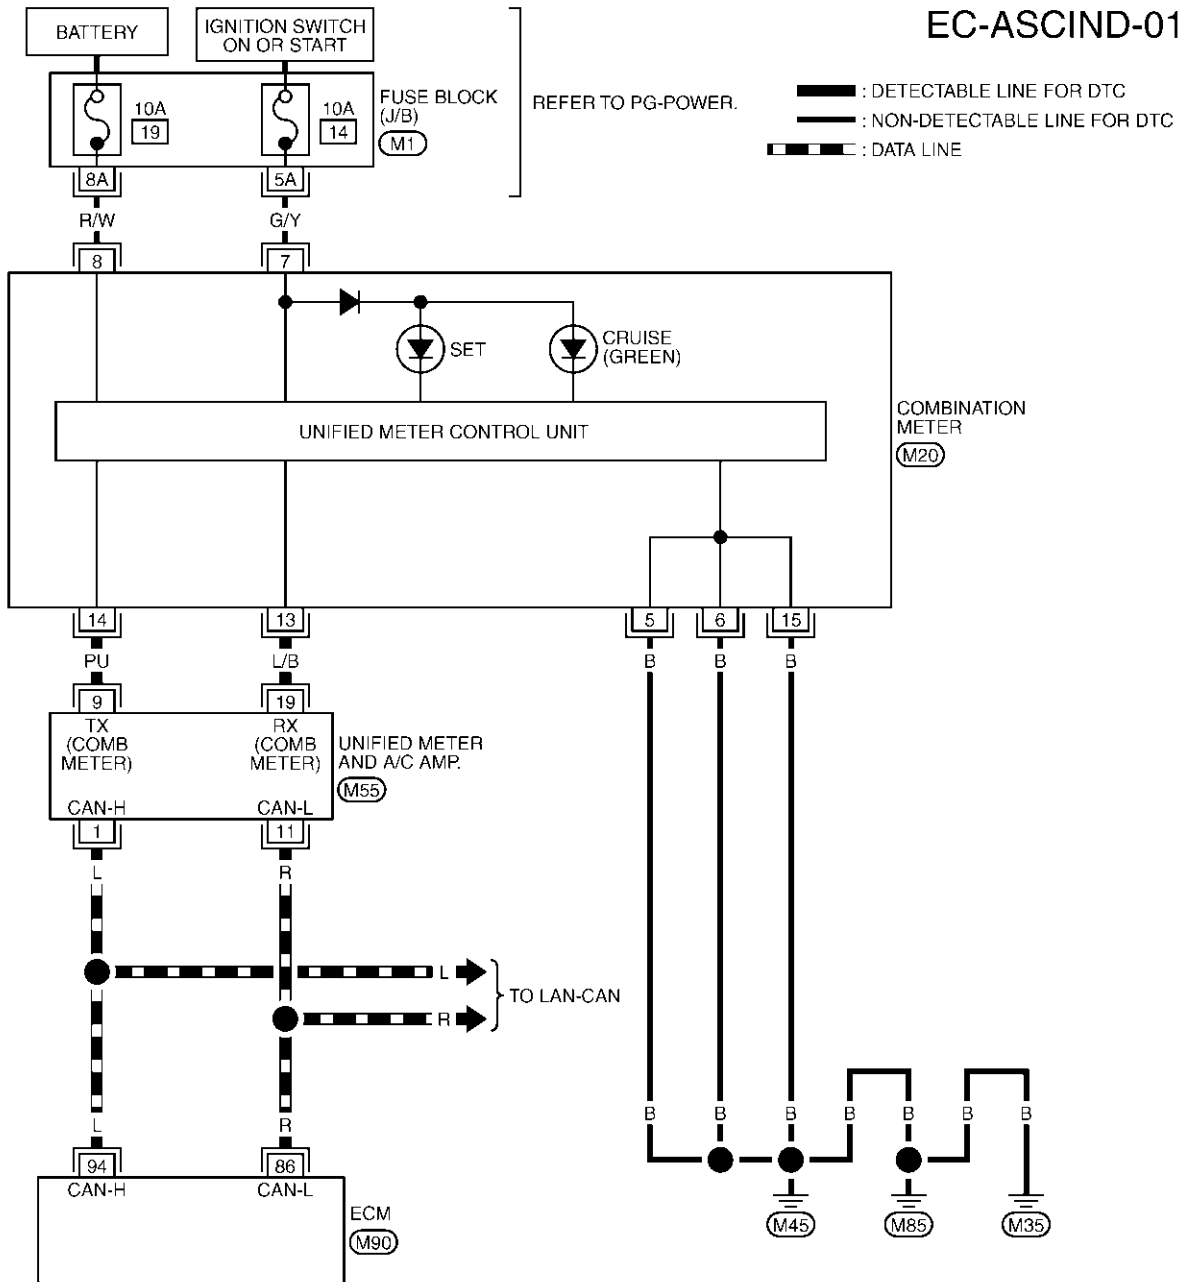 EC-ASCIND-01
BATTERY
IGNITION SWITCH
ON OR START
10A
19
10A
14
FUSE BLOCK
(J/B)
M1
REFER TO PG-POWER.
: DETECTABLE LINE FOR DTC
: NON-DETECTABLE LINE FOR DTC
: DATA LINE
8A
5A
R/W
G/Y
8
7
SET
CRUISE
(GREEN)
UNIFIED METER CONTROL UNIT
COMBINATION
METER
M20
14
13
5
6
15
PU
L/B
B
B
B
9
19
TX
(COMB
METER)
RX
(COMB
METER)
UNIFIED METER
AND A/C AMP.
M55
CAN-H
CAN-L
1
11
L
R
L
R
TO LAN-CAN
L
R
B
B
B
B
B
B
B
94
86
CAN-H
CAN-L
ECM
M90
M45
M85
M35